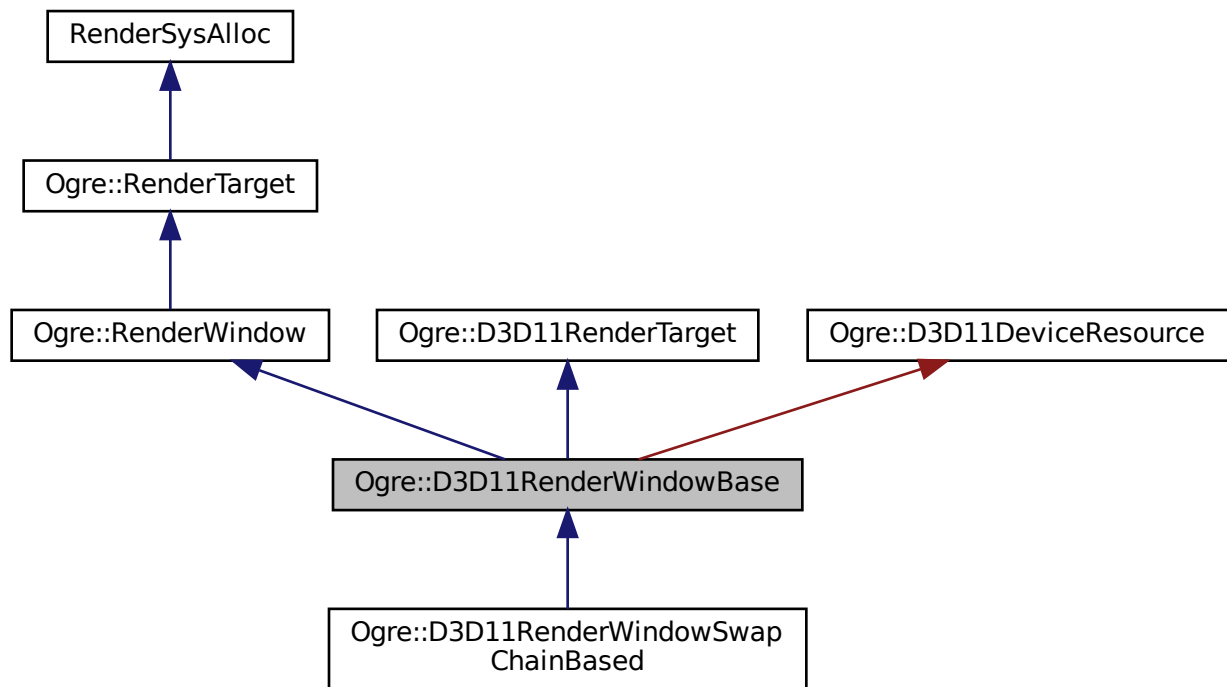 RenderSysAlloc
Ogre::RenderTarget
Ogre::RenderWindow
Ogre::D3D11RenderTarget
Ogre::D3D11DeviceResource
Ogre::D3D11RenderWindowBase
Ogre::D3D11RenderWindowSwap
ChainBased